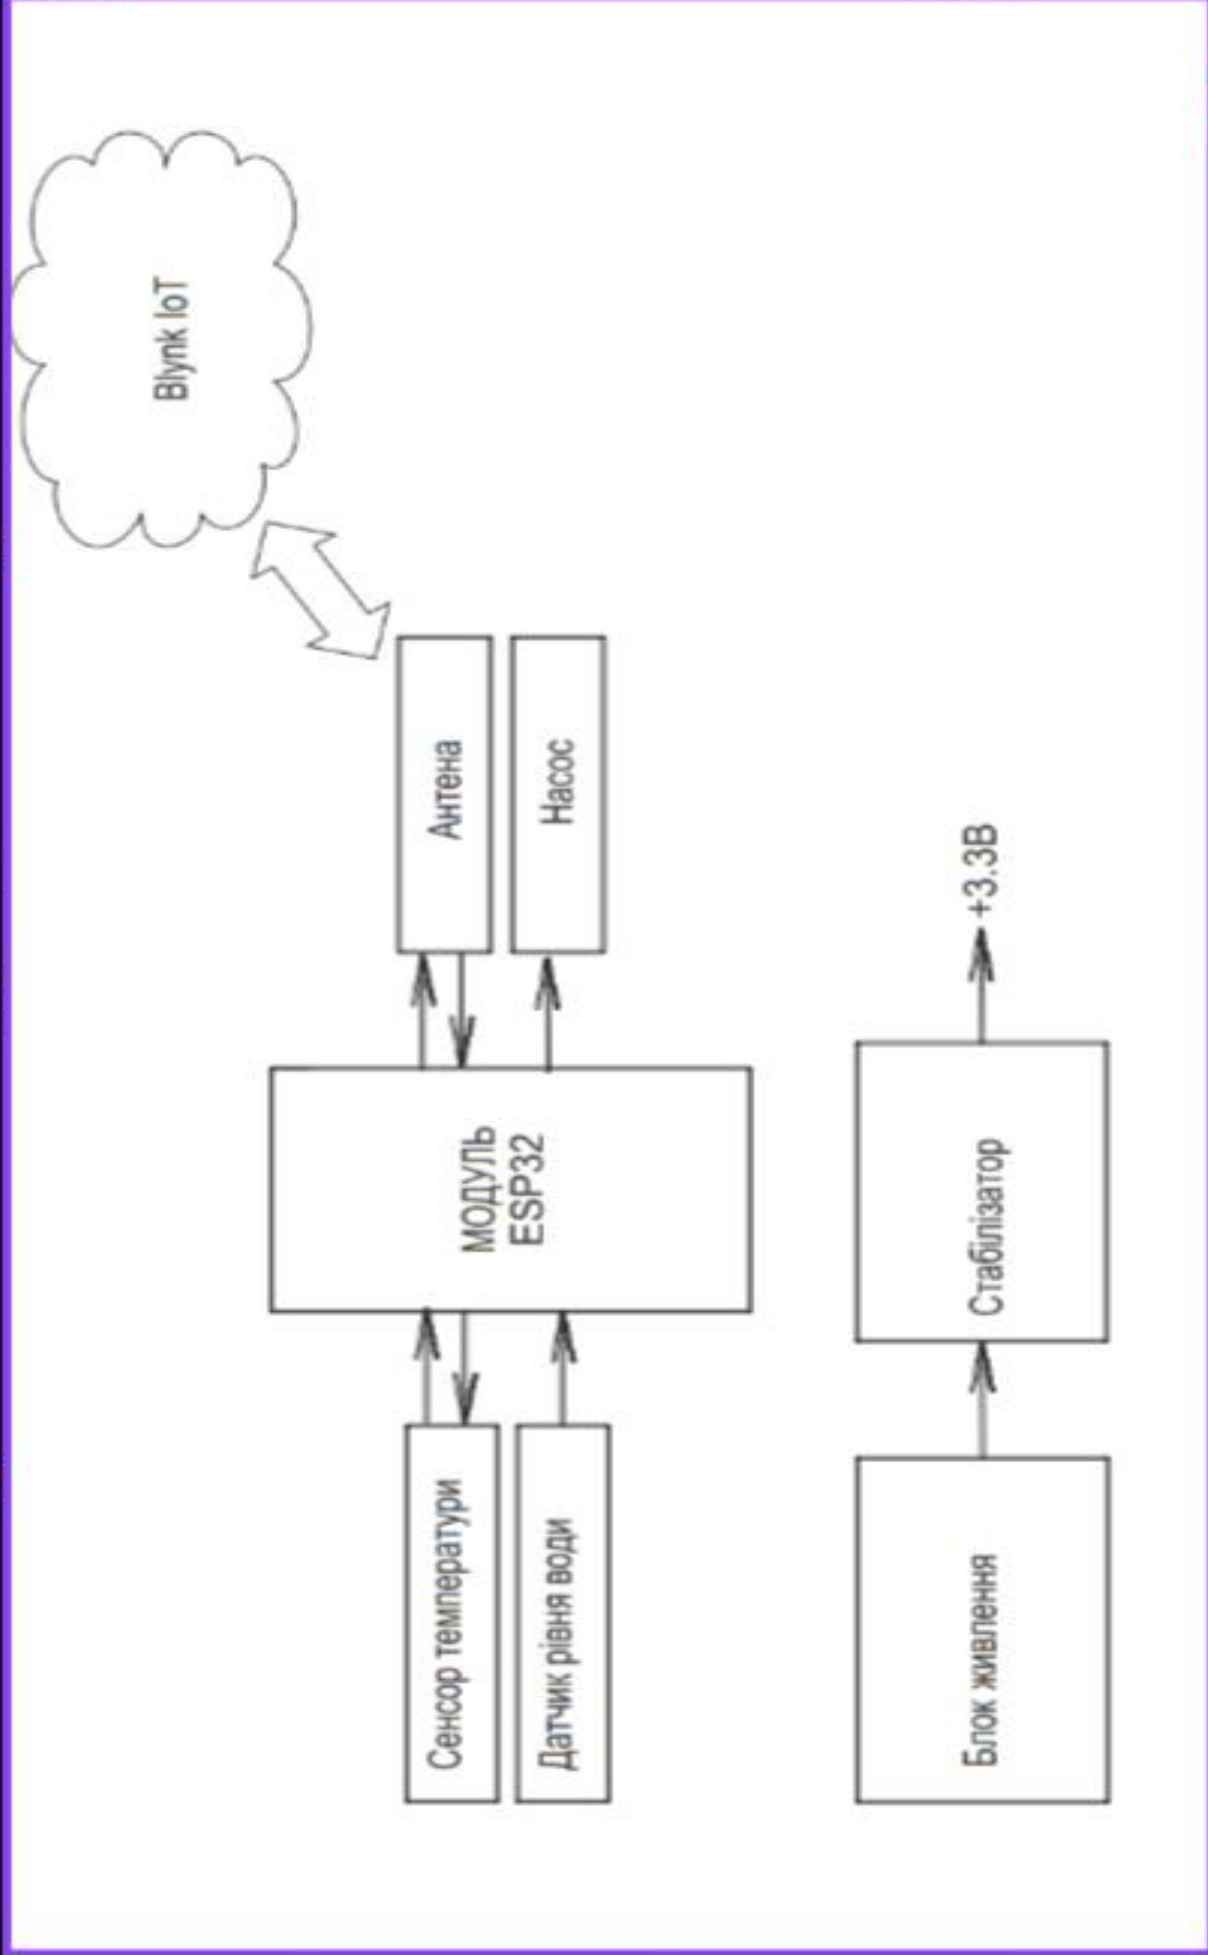 Blynk IoT
Сенсор температури
Датчик рівня води
МОДУЛЬ
ESP32
Антена
Насос
Блок живлення
Стабілізатор
+3.3В